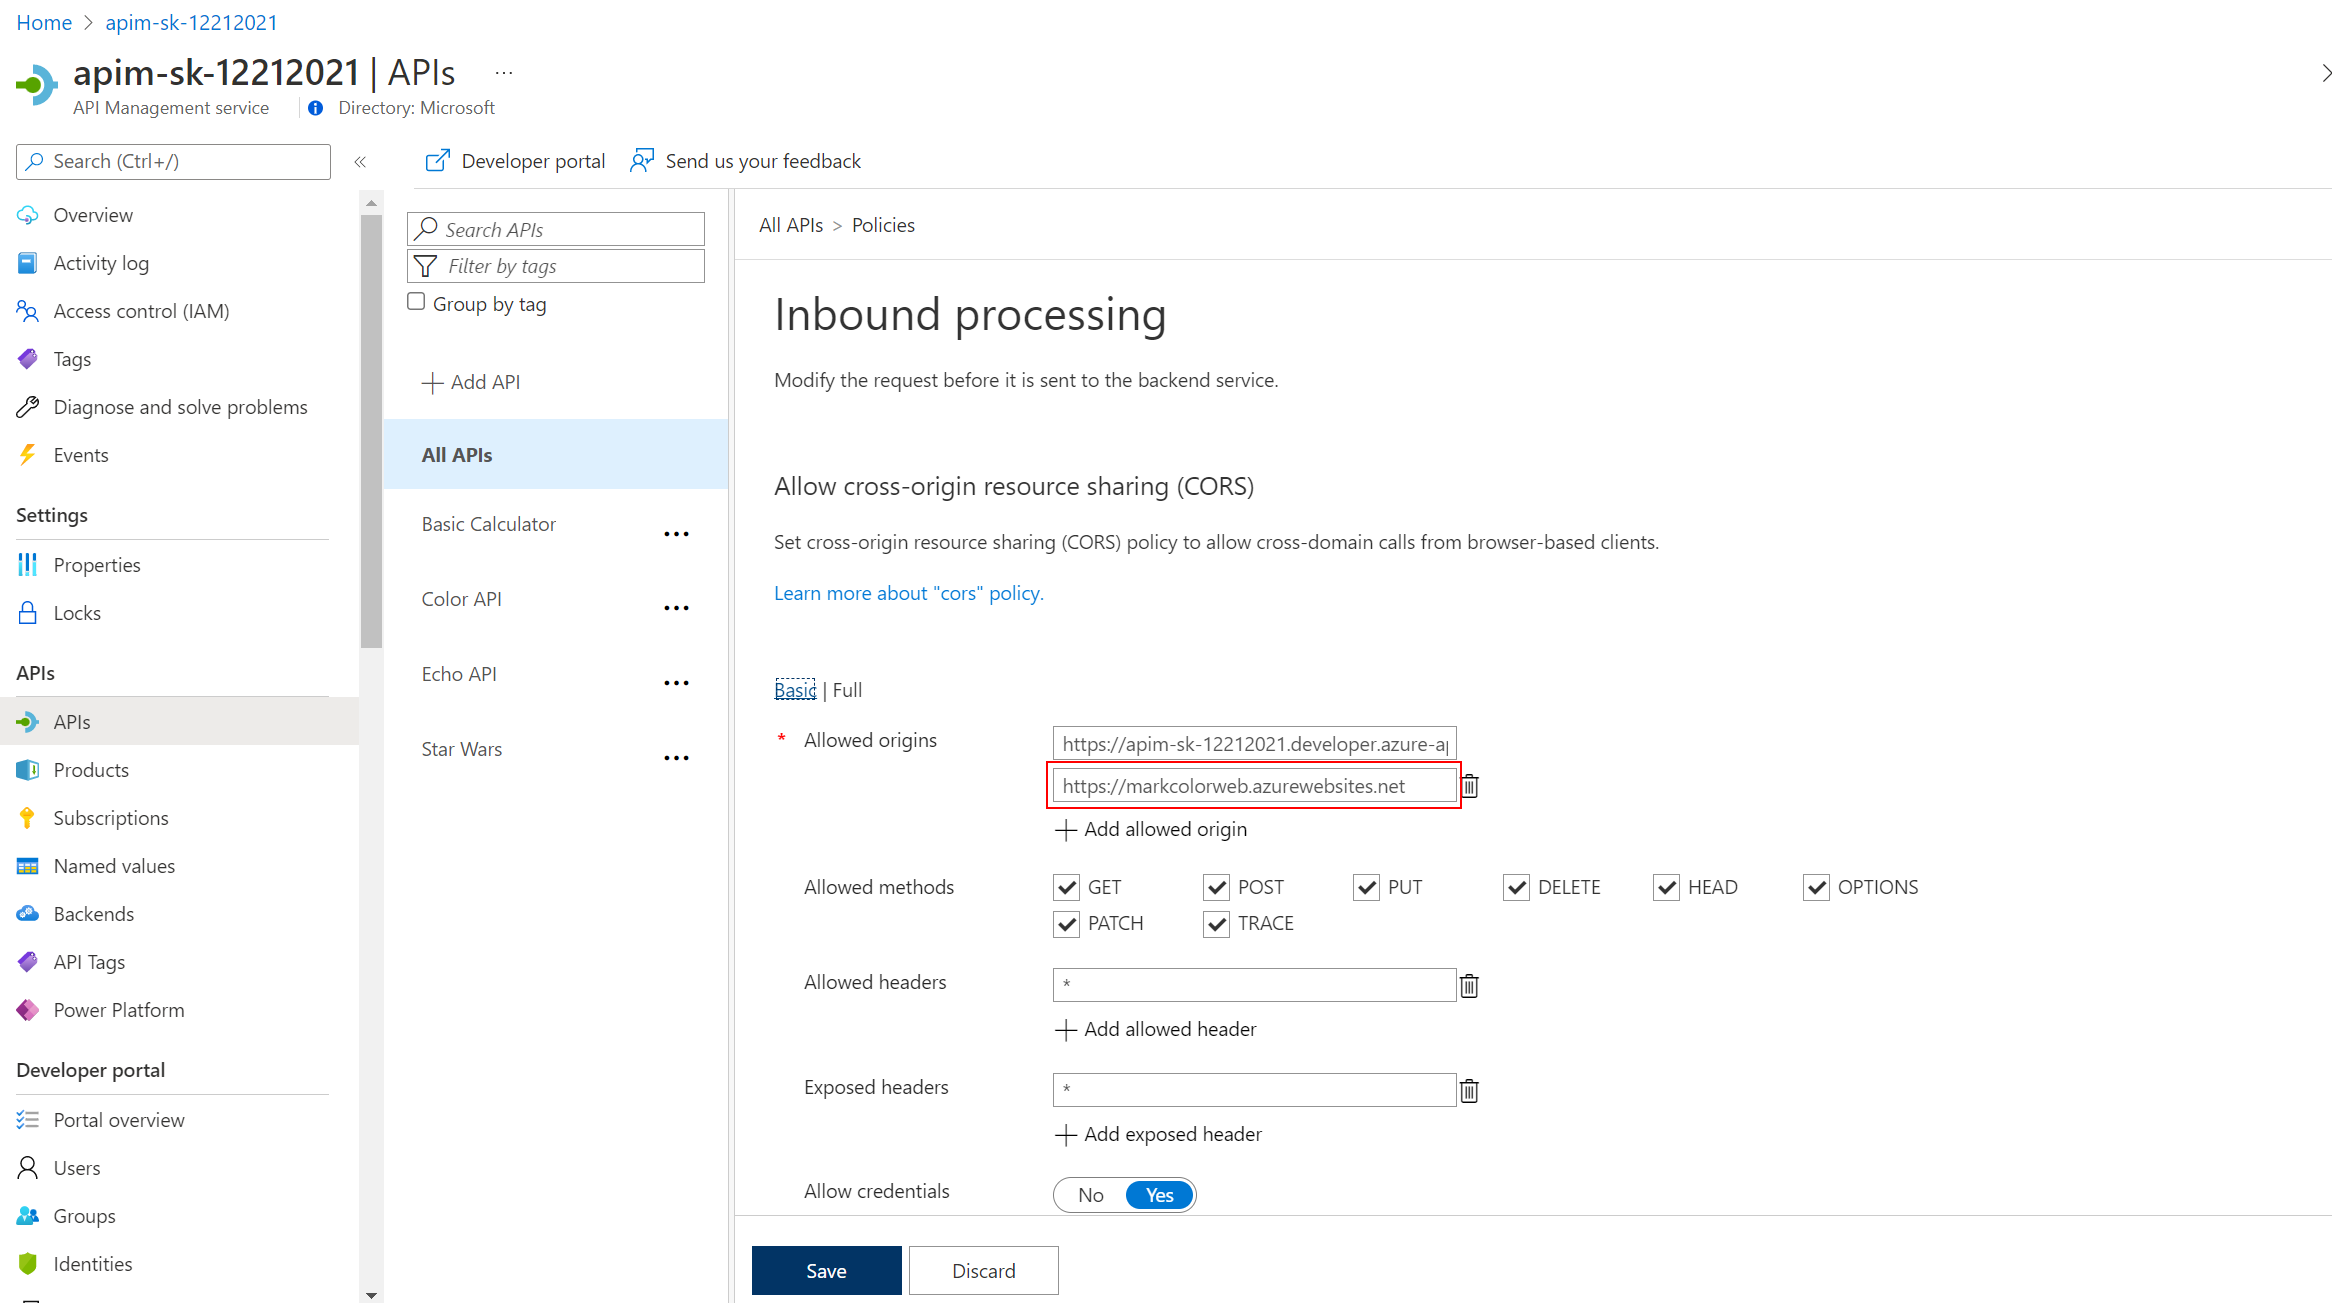 Home > apim-sk-12212021
apim-sk-12212021 | APIs ...
API Management service
Directory: Microsoft
Search (Ctrl+/)
Overview
Activity log
Access control (IAM)
Tags
Diagnose and solve problems
Events
Settings
Properties
Locks
APIs
APIs
Products
Subscriptions
Named values
Backends
API Tags
Power Platform
Developer portal
Portal overview
Users
Groups
Identities
Developer portal
Send us your feedback
Search APIs
Filter by tags
Group by tag
Add API
All APIs
Basic Calculator
Color API
Echo API
Star Wars
All APIs > Policies
Inbound processing
Modify the request before it is sent to the backend service.
Allow cross-origin resource sharing (CORS)
Set cross-origin resource sharing (CORS) policy to allow cross-domain calls from browser-based clients.
Learn more about "cors" policy.
Basic | Full
* Allowed origins
https://apim-sk-12212021.developer.azure-a
https://markcolorweb.azurewebsites.net
Add allowed origin
Allowed methods
GET POST PUT DELETE HEAD OPTIONS
PATCH TRACE
Allowed headers
*
Add allowed header
Exposed headers
*
Add exposed header
Allow credentials
No Yes
Save
Discard